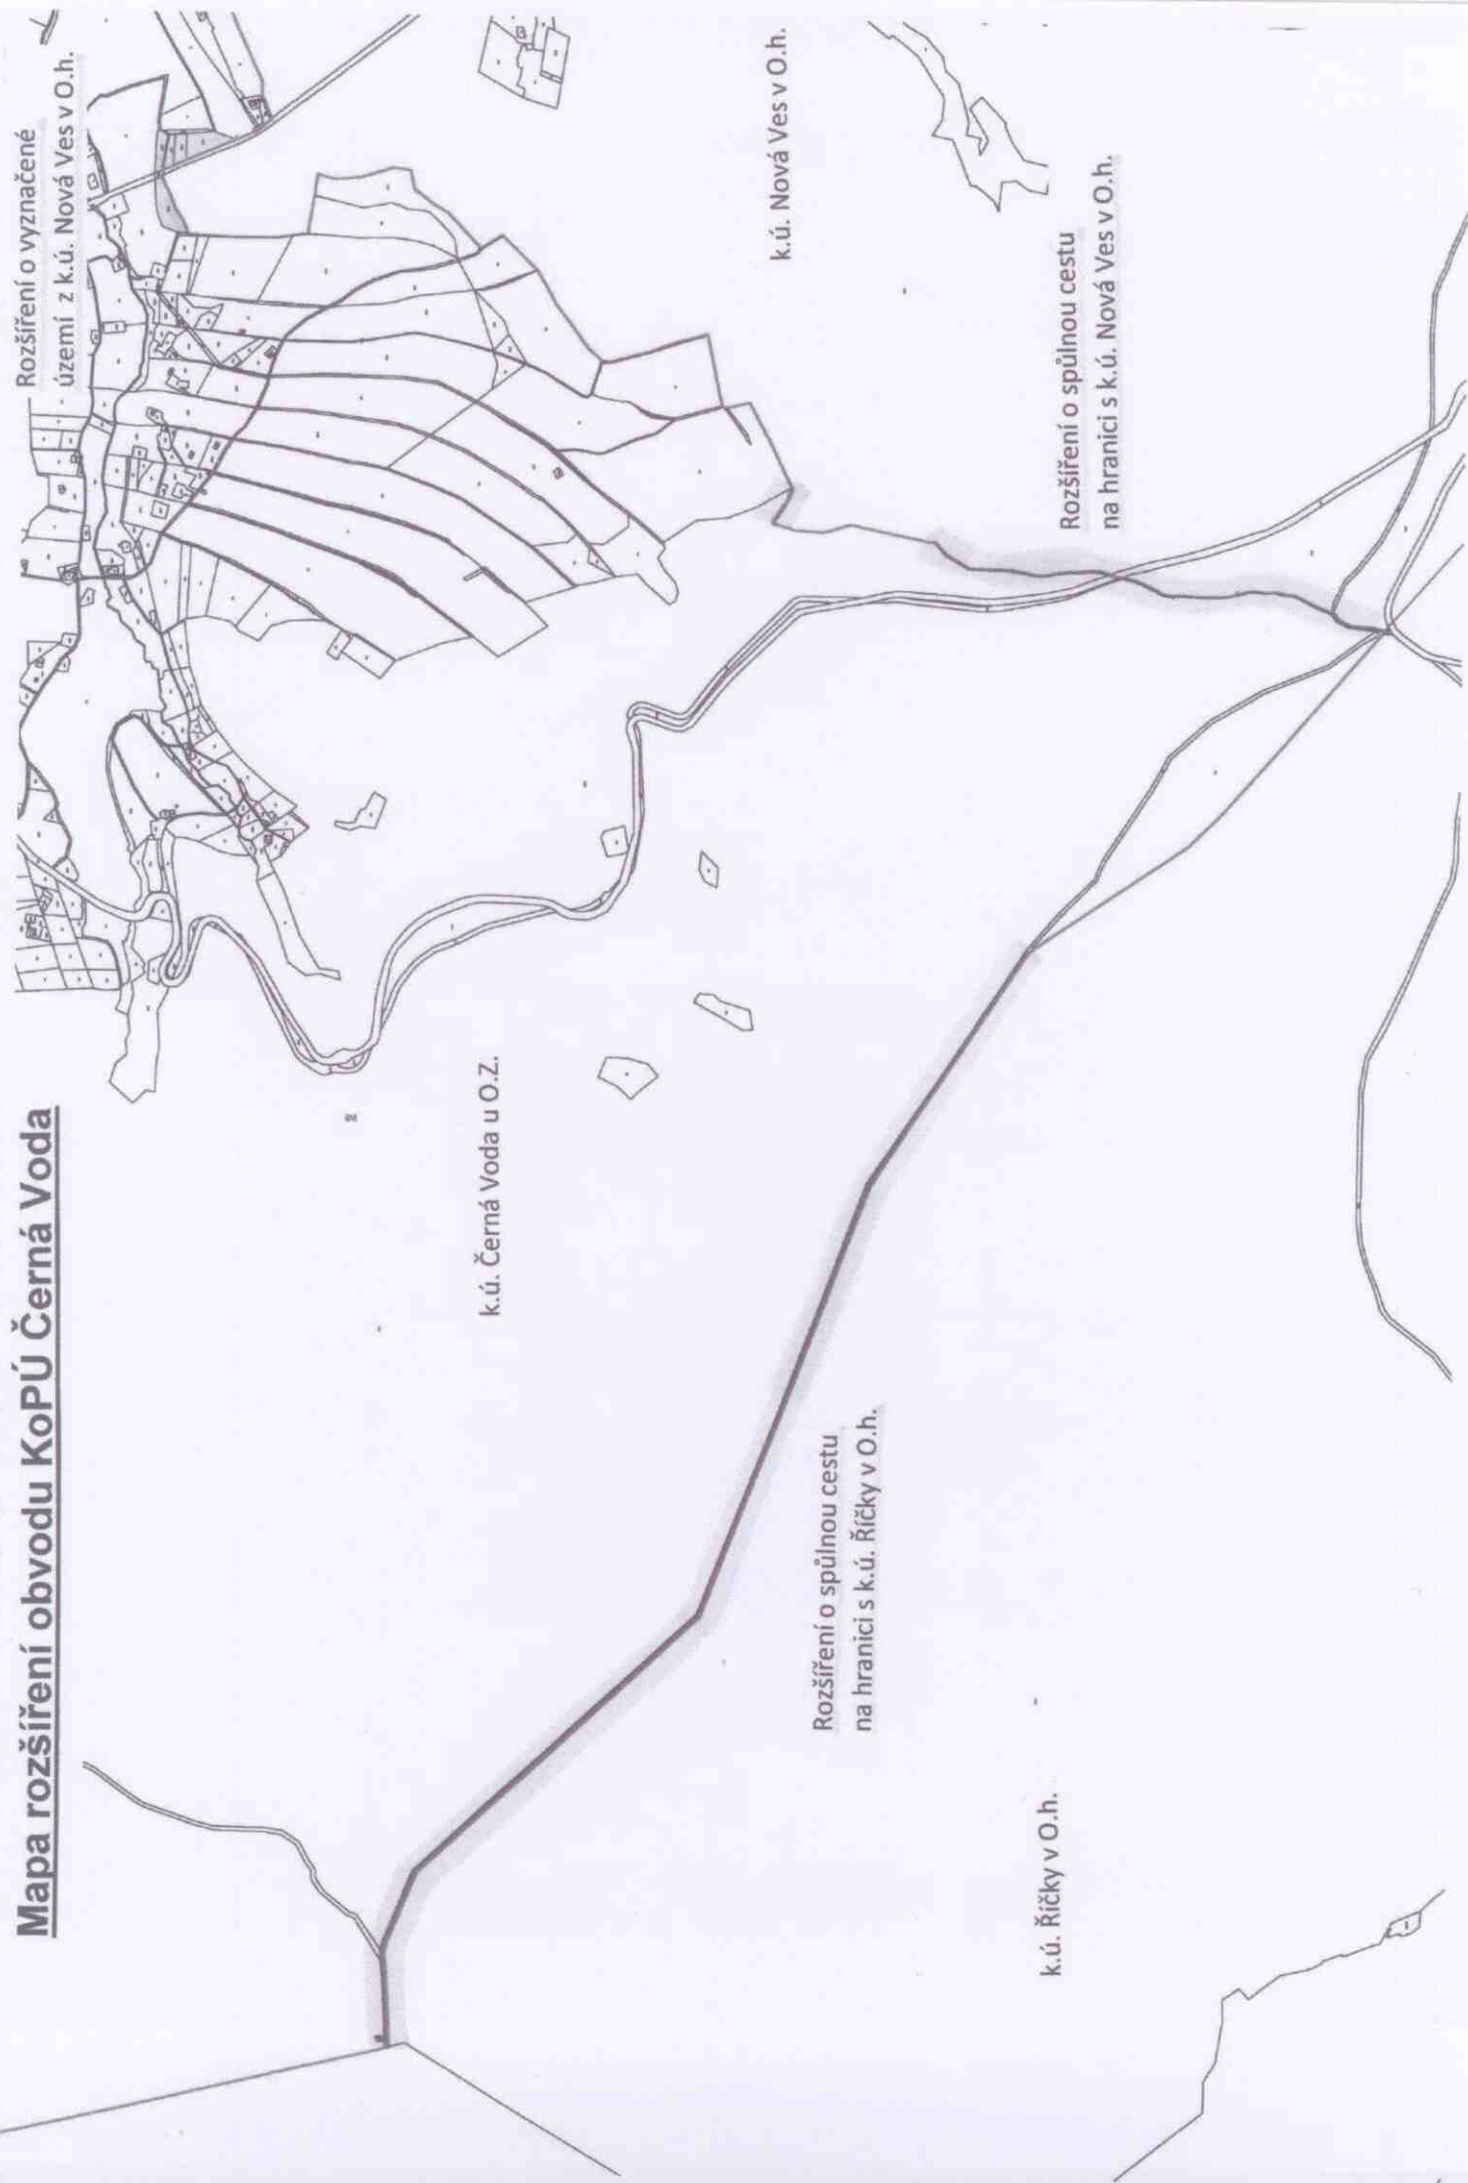 Mapa rozšíření obvodu KoPÚ Černá Voda
Rozšíření o vyznačené
území z k.ú. Nová Ves v O.h.
k.ú. Černá Voda u O.Z.
k.ú. Nová Ves v O.h.
Rozšíření o spůlnou cestu
na hranici s k.ú. Říčky v O.h.
Rozšíření o spůlnou cestu
na hranici s k.ú. Nová Ves v O.h.
k.ú. Říčky v O.h.